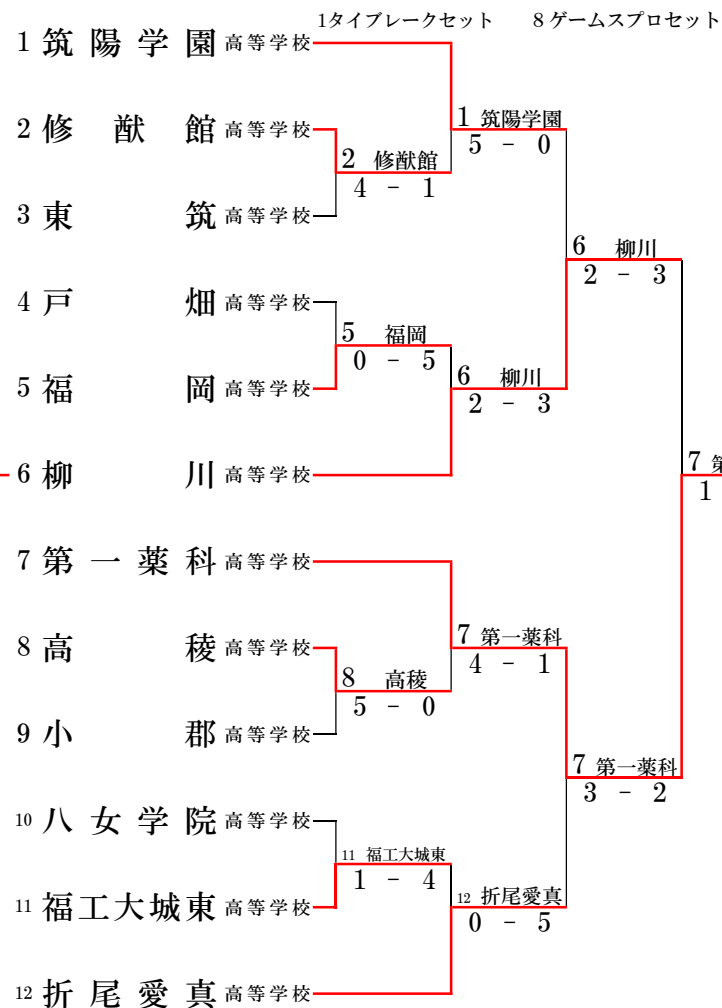 1タイブレークセット 8ゲームスプロセット
1 筑陽学園 高等学校
2 修猷館 高等学校
3 東筑 高等学校
4 戸畑 高等学校
5 福岡 高等学校
6 柳川 高等学校
7 第一薬科 高等学校
8 高稜 高等学校
9 小郡 高等学校
10 八女学院 高等学校
11 福工大城東 高等学校
12 折尾愛真 高等学校
2 修猷館
4 - 1
5 福岡
0 - 5
8 高稜
5 - 0
11 福工大城東
1 - 4
1 筑陽学園
5 - 0
6 柳川
2 - 3
7 第一薬科
4 - 1
12 折尾愛真
0 - 5
6 柳川
2 - 3
7 第一薬科
3 - 2
7 第
1